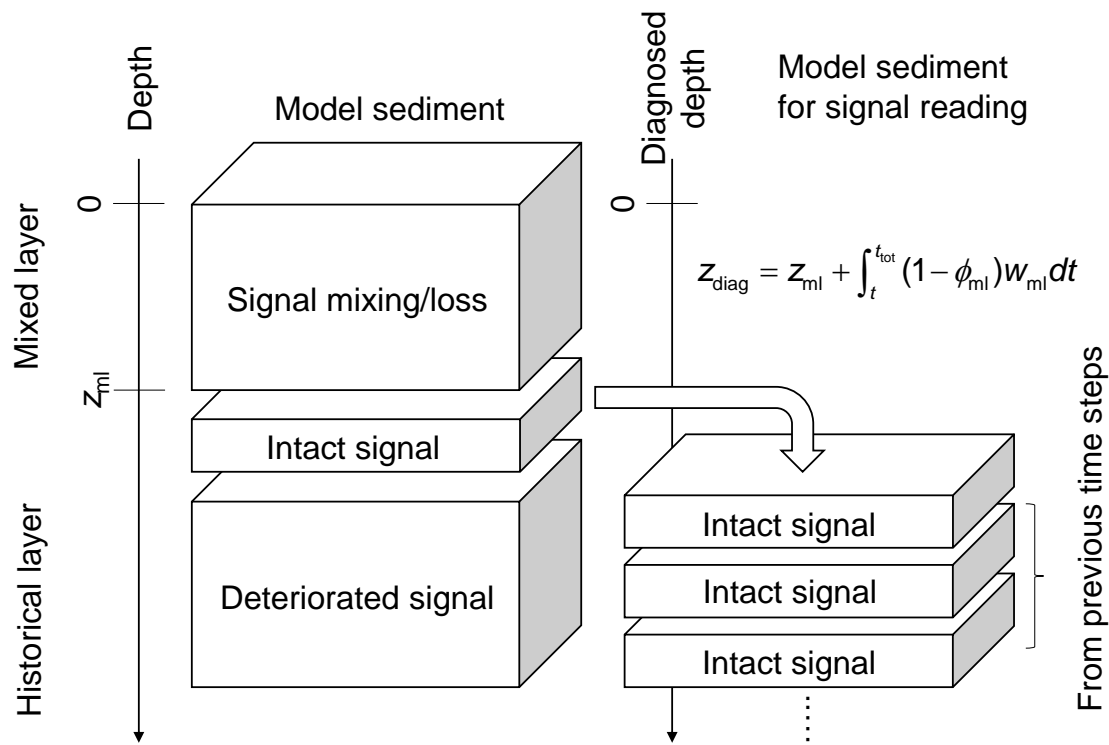 Depth
Model sediment
Diagnosed
depth
Model sediment
for signal reading
0
0
Mixed layer
Signal mixing/loss
z_diag = z_ml + ∫_t^{t_tot} (1 − ϕ_ml) w_ml dt
z_ml
Intact signal
Historical layer
Deteriorated signal
Intact signal
Intact signal
Intact signal
From previous time steps